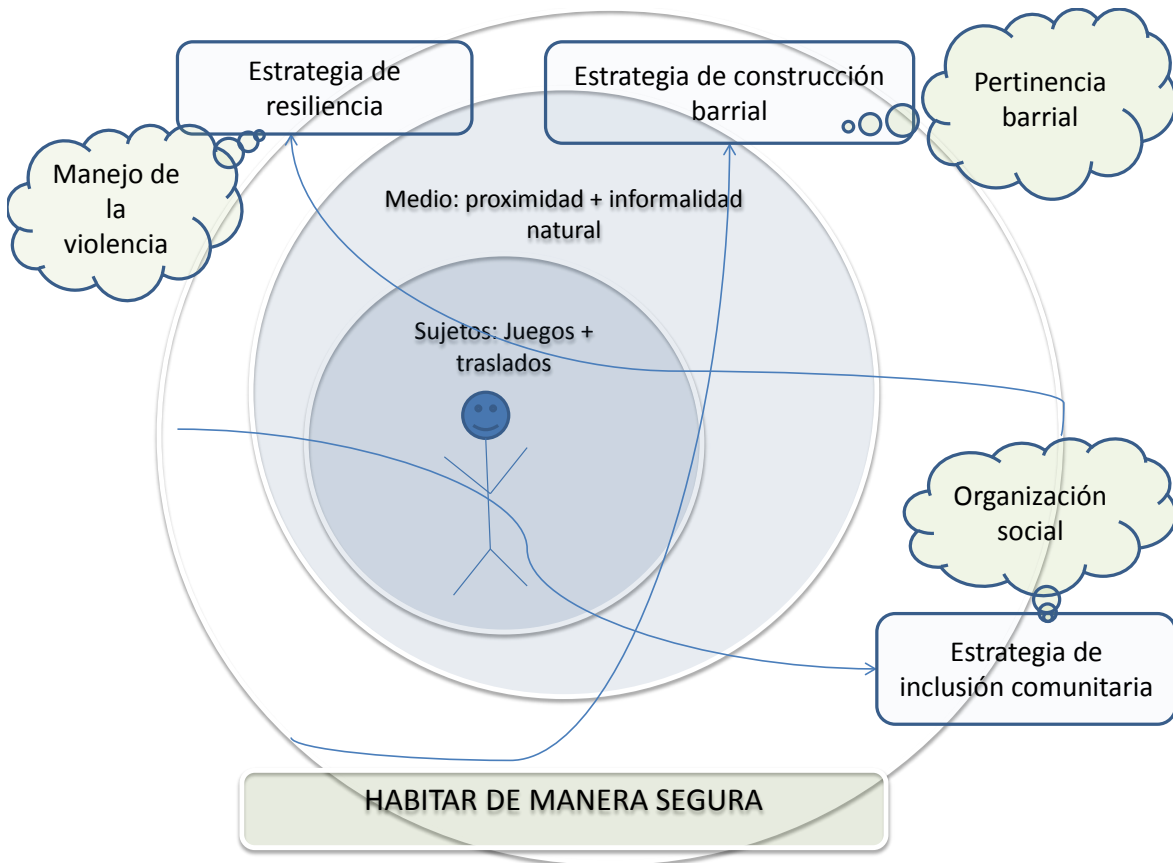 Estrategia de
resiliencia
Estrategia de construcción
barrial
Pertinencia
barrial
Manejo de
la
violencia
Medio: proximidad + informalidad
natural
Sujetos: Juegos +
traslados
Organización
social
Estrategia de
inclusión comunitaria
HABITAR DE MANERA SEGURA